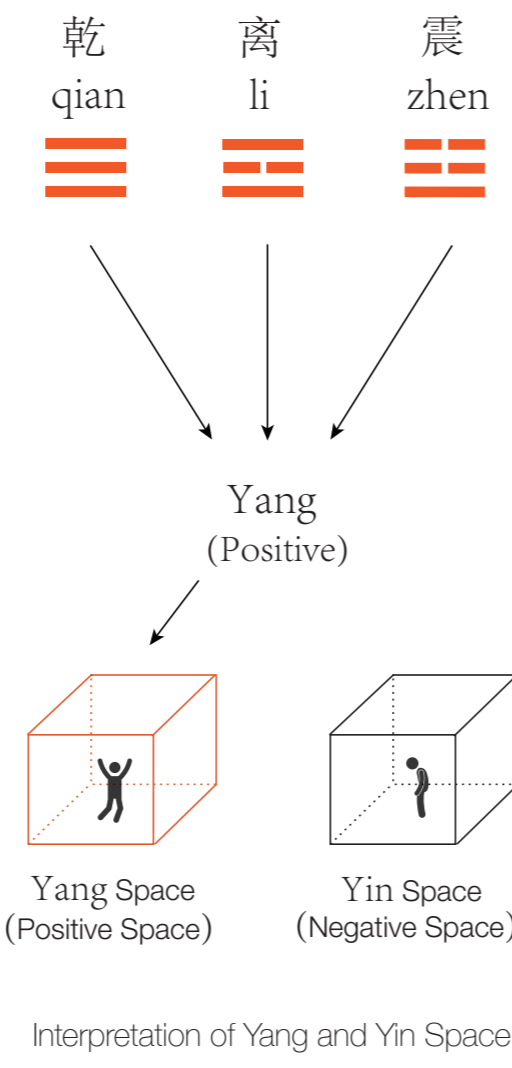 乾 离 震
qian li zhen
Yang
(Positive)
Yang Space Yin Space
(Positive Space) (Negative Space)
Interpretation of Yang and Yin Space